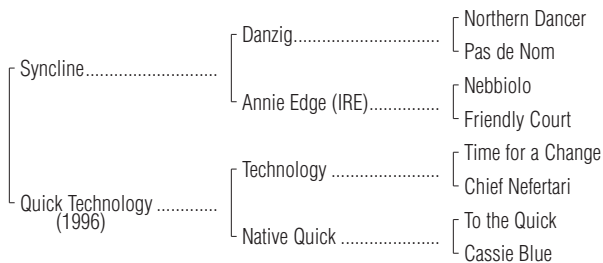 Northern Dancer
Danzig...............................
Pas de Nom
Syncline............................
Nebbiolo
Annie Edge (IRE)...............
Friendly Court
Time for a Change
Technology .......................
Chief Nefertari
Quick Technology .............
(1996)
To the Quick
Native Quick .....................
Cassie Blue